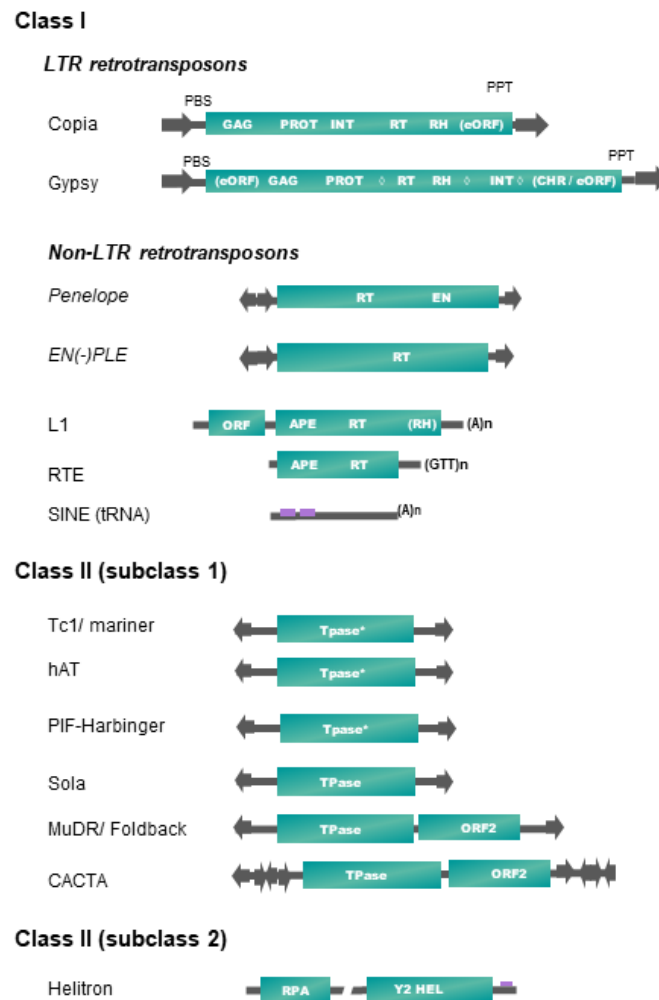 Class I
LTR retrotransposons
PBS PPT
Copia GAG PROT INT RT RH (eORF)
PBS PPT
Gypsy (eORF) GAG PROT ◊ RT RH ◊ INT ◊ (CHR / eORF)
Non-LTR retrotransposons
Penelope RT EN
EN(-)PLE RT
L1 ORF APE RT (RH) (A)n
RTE APE RT (GTT)n
SINE (tRNA) (A)n
Class II (subclass 1)
Tc1/ mariner Tpase*
hAT Tpase*
PIF-Harbinger Tpase*
Sola TPase
MuDR/ Foldback TPase ORF2
CACTA TPase ORF2
Class II (subclass 2)
Helitron RPA Y2 HEL